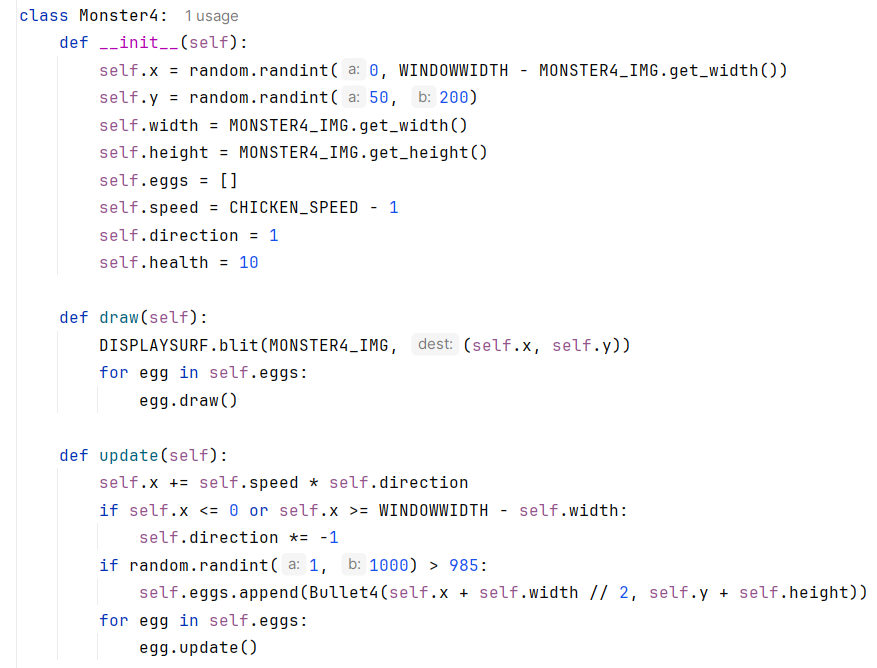 class Monster4:  1 usage
    def __init__(self):
        self.x = random.randint( a: 0, WINDOWWIDTH - MONSTER4_IMG.get_width())
        self.y = random.randint( a: 50,  b: 200)
        self.width = MONSTER4_IMG.get_width()
        self.height = MONSTER4_IMG.get_height()
        self.eggs = []
        self.speed = CHICKEN_SPEED - 1
        self.direction = 1
        self.health = 10

    def draw(self):
        DISPLAYSURF.blit(MONSTER4_IMG,  dest: (self.x, self.y))
        for egg in self.eggs:
            egg.draw()

    def update(self):
        self.x += self.speed * self.direction
        if self.x <= 0 or self.x >= WINDOWWIDTH - self.width:
            self.direction *= -1
        if random.randint( a: 1,  b: 1000) > 985:
            self.eggs.append(Bullet4(self.x + self.width // 2, self.y + self.height))
        for egg in self.eggs:
            egg.update()